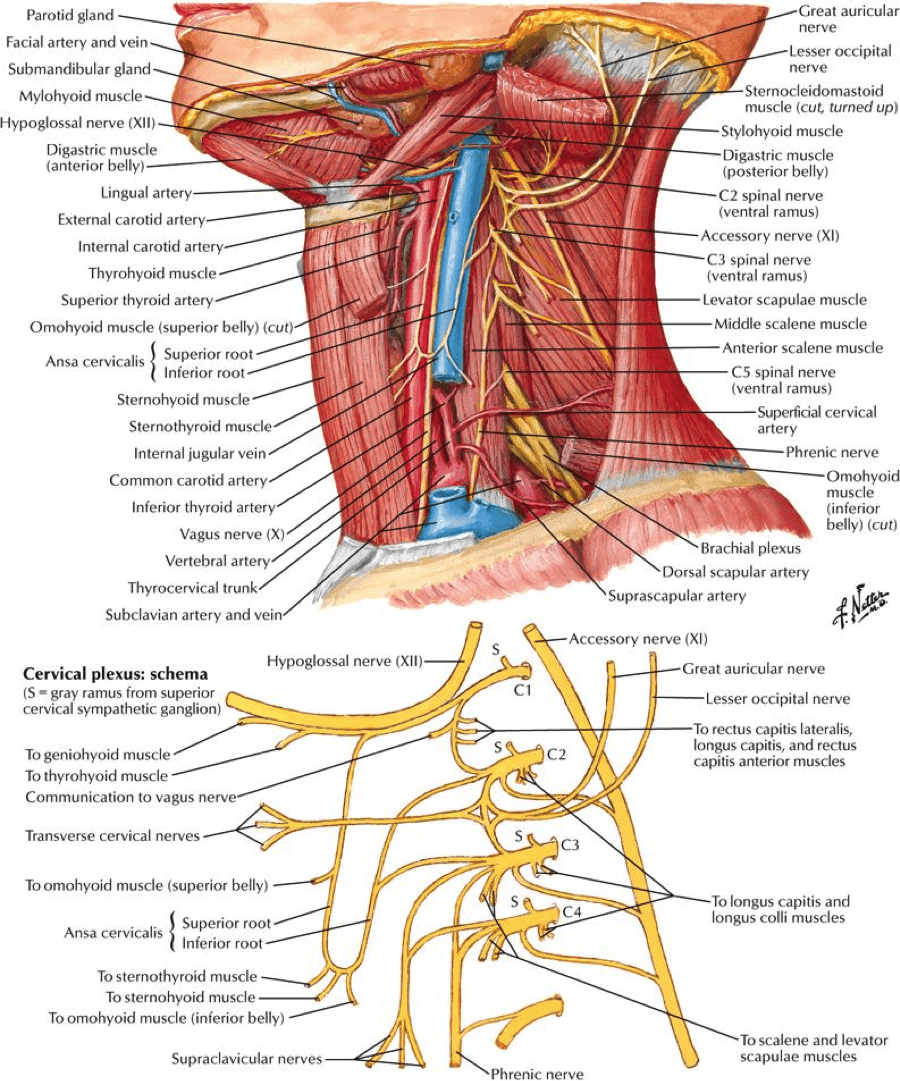 Parotid gland
Facial artery and vein
Submandibular gland
Mylohyoid muscle
Hypoglossal nerve (XII)
Digastric muscle
(anterior belly)
Lingual artery
External carotid artery
Internal carotid artery
Thyrohyoid muscle
Superior thyroid artery
Omohyoid muscle (superior belly) (cut)
Ansa cervicalis { Superior root
Inferior root
Sternohyoid muscle
Sternothyroid muscle
Internal jugular vein
Common carotid artery
Inferior thyroid artery
Vagus nerve (X)
Vertebral artery
Thyrocervical trunk
Subclavian artery and vein
Great auricular
nerve
Lesser occipital
nerve
Sternocleidomastoid
muscle (cut, turned up)
Stylohyoid muscle
Digastric muscle
(posterior belly)
C2 spinal nerve
(ventral ramus)
Accessory nerve (XI)
C3 spinal nerve
(ventral ramus)
Levator scapulae muscle
Middle scalene muscle
Anterior scalene muscle
C5 spinal nerve
(ventral ramus)
Superficial cervical
artery
Phrenic nerve
Omohyoid
muscle
(inferior
belly) (cut)
Brachial plexus
Dorsal scapular artery
Suprascapular artery
F. Netter
M.D.
Cervical plexus: schema
(S = gray ramus from superior
cervical sympathetic ganglion)
Hypoglossal nerve (XII)
S
C1
Accessory nerve (XI)
Great auricular nerve
Lesser occipital nerve
To geniohyoid muscle
To thyrohyoid muscle
Communication to vagus nerve
S
C2
To rectus capitis lateralis,
longus capitis, and rectus
capitis anterior muscles
Transverse cervical nerves
S
C3
To omohyoid muscle (superior belly)
S
C4
To longus capitis and
longus colli muscles
Ansa cervicalis { Superior root
Inferior root
To sternothyroid muscle
To sternohyoid muscle
To omohyoid muscle (inferior belly)
Supraclavicular nerves
Phrenic nerve
To scalene and levator
scapulae muscles